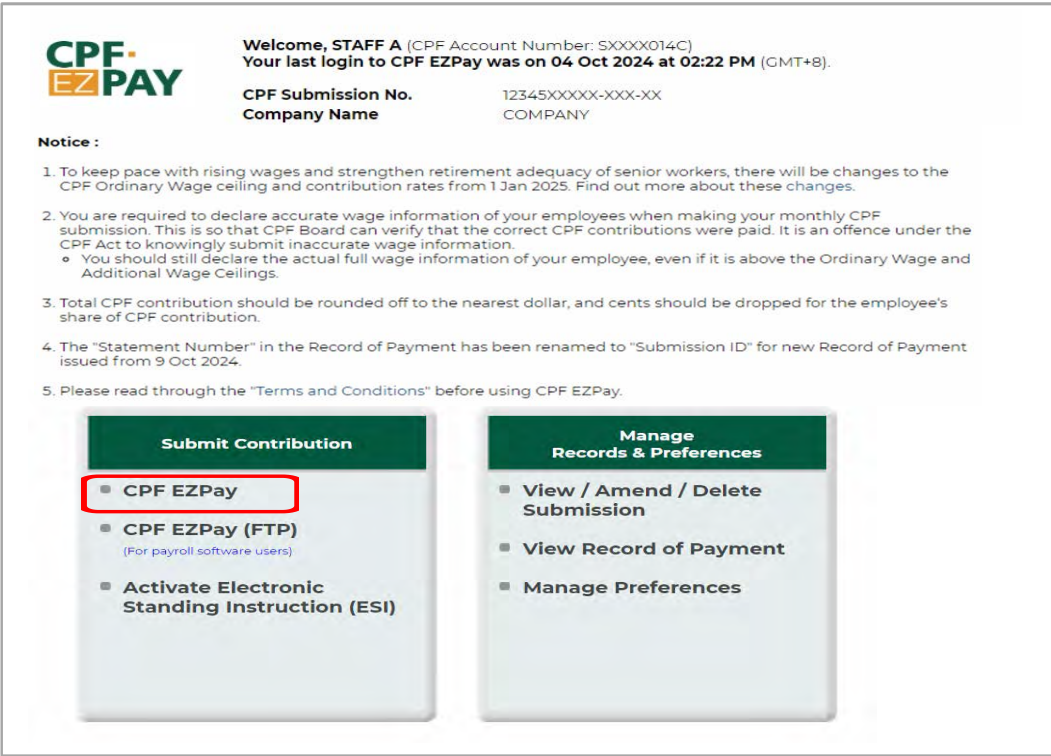 CPF
EZ PAY
Welcome, STAFF A (CPF Account Number: SXXXX014C)
Your last login to CPF EZPay was on 04 Oct 2024 at 02:22 PM (GMT+8).
CPF Submission No. 12345XXXXX-XXX-XX
Company Name COMPANY
Notice :
1. To keep pace with rising wages and strengthen retirement adequacy of senior workers, there will be changes to the
CPF Ordinary Wage ceiling and contribution rates from 1 Jan 2025. Find out more about these changes.
2. You are required to declare accurate wage information of your employees when making your monthly CPF
submission. This is so that CPF Board can verify that the correct CPF contributions were paid. It is an offence under the
CPF Act to knowingly submit inaccurate wage information.
You should still declare the actual full wage information of your employee, even if it is above the Ordinary Wage and
Additional Wage Ceilings.
3. Total CPF contribution should be rounded off to the nearest dollar, and cents should be dropped for the employee's
share of CPF contribution.
4. The "Statement Number" in the Record of Payment has been renamed to "Submission ID" for new Record of Payment
issued from 9 Oct 2024.
5. Please read through the "Terms and Conditions" before using CPF EZPay.
Submit Contribution
CPF EZPay
CPF EZPay (FTP)
(For payroll software users)
Activate Electronic
Standing Instruction (ESI)
Manage
Records & Preferences
View / Amend / Delete
Submission
View Record of Payment
Manage Preferences